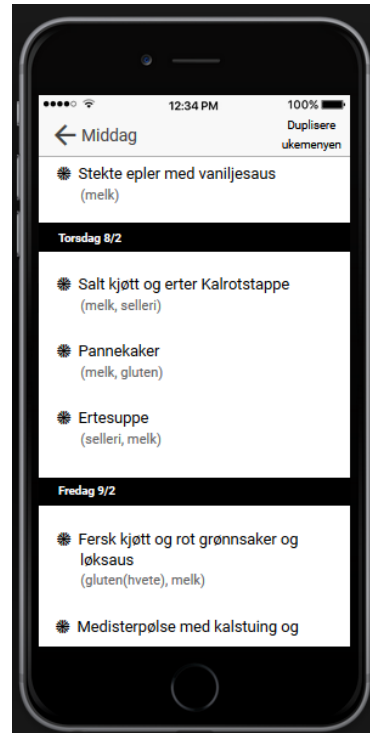 12:34 PM
100%
Middag
Duplisere
ukemenyen
Stekte epler med vaniljesaus
(melk)
Torsdag 8/2
Salt kjøtt og erter Kalrotstappe
(melk, selleri)
Pannekaker
(melk, gluten)
Ertesuppe
(selleri, melk)
Fredag 9/2
Fersk kjøtt og rot grønnsaker og
løksaus
(gluten(hvete), melk)
Medisterpølse med kalstuing og